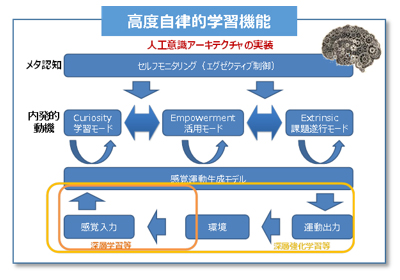 高度自律的学習機能
人工意識アーキテクチャの実装
メタ認知
セルフモニタリング（エグゼクティブ制御）
内発的
動機
Curiosity
学習モード
Empowerment
活用モード
Extrinsic
課題遂行モード
感覚運動生成モデル
感覚入力
環境
運動出力
深層学習等
深層強化学習等